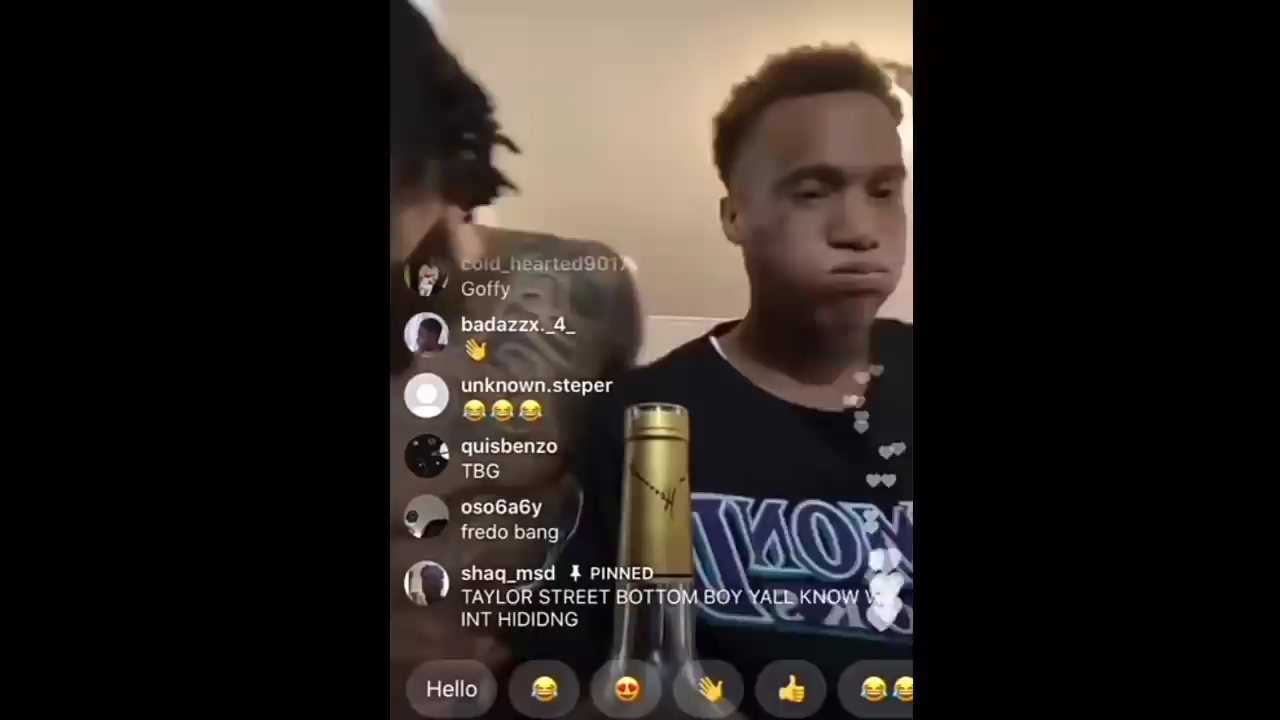 cold_hearted901
Goffy
badazzx._4_
👋
unknown.steper
😂😂😂
quisbenzo
TBG
oso6a6y
fredo bang
shaq_msd PINNED
TAYLOR STREET BOTTOM BOY YALL KNOW
INT HIDIDNG
Hello 😂 😍 👋 👍 😂😂